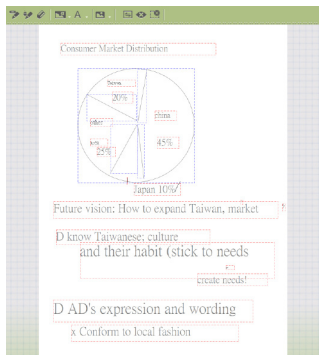 Consumer Market Distribution
Taiwan
20%
china
other
45%
25%
Japan 10%
Future vision: How to expand Taiwan, market ?
D know Taiwanese; culture
and their habit (stick to needs
create needs!
D AD's expression and wording
x Conform to local fashion